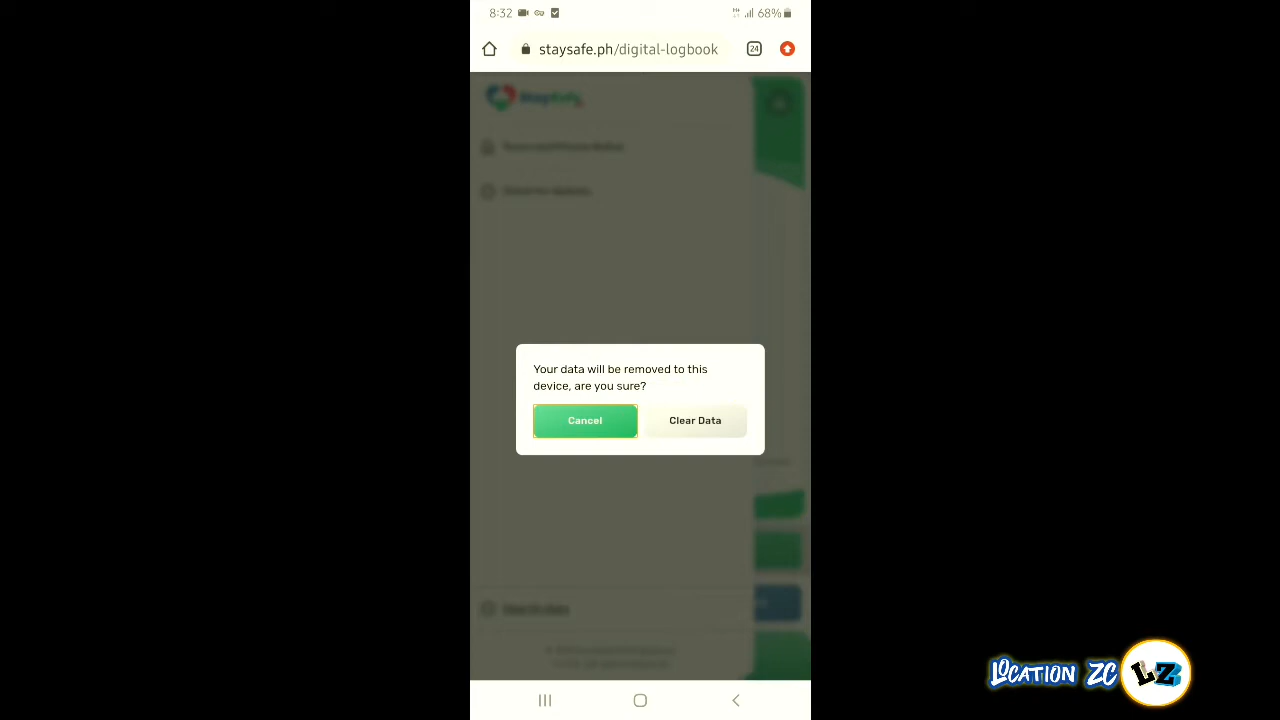 8:32
68%
staysafe.ph/digital-logbook
24
StaySafe
Your data will be removed to this
device, are you sure?
Cancel
Clear Data
LOCATION ZC
LZ